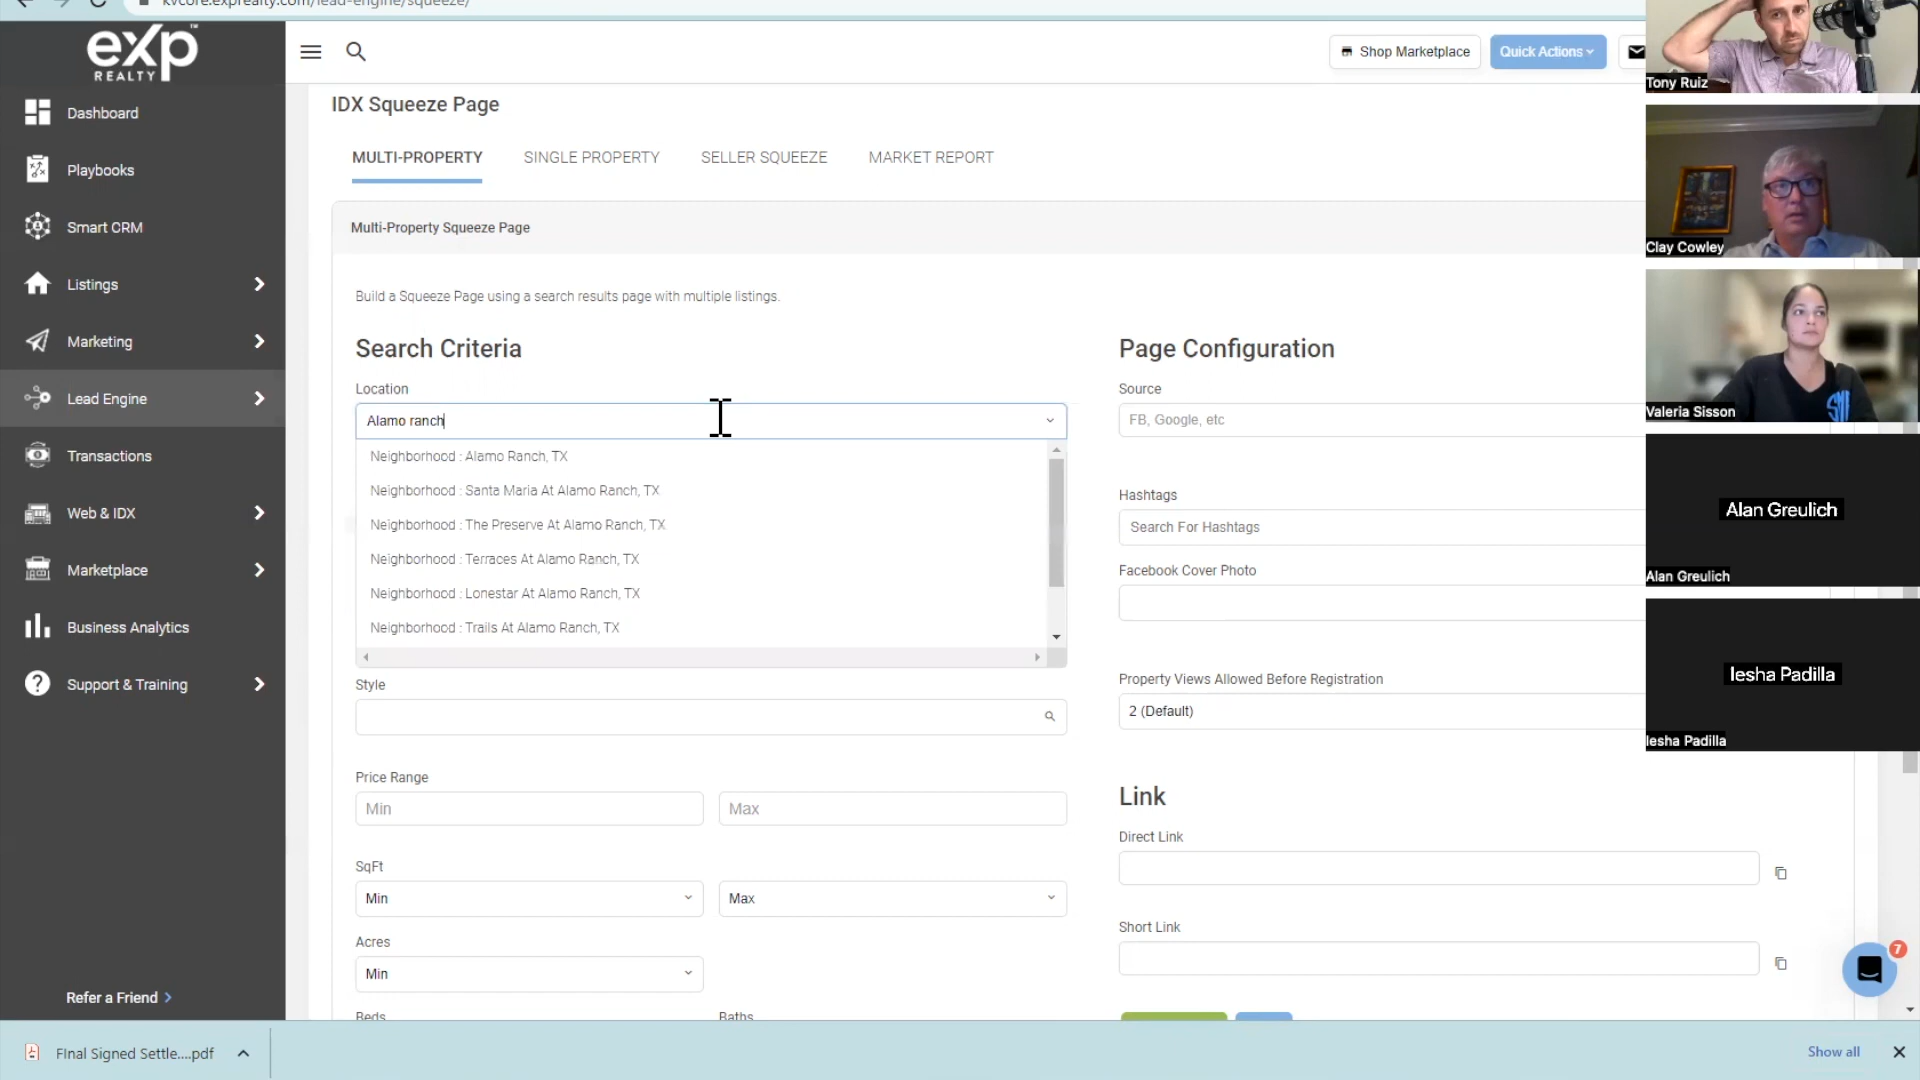 kvcore.exprealty.com/lead-engine/squeeze/
exp
REALTY
Dashboard
Playbooks
Smart CRM
Listings
Marketing
Lead Engine
Transactions
Web & IDX
Marketplace
Business Analytics
Support & Training
Refer a Friend
Shop Marketplace
Quick Actions
IDX Squeeze Page
MULTI-PROPERTY
SINGLE PROPERTY
SELLER SQUEEZE
MARKET REPORT
Multi-Property Squeeze Page
Build a Squeeze Page using a search results page with multiple listings.
Search Criteria
Location
Alamo ranch
Neighborhood : Alamo Ranch, TX
Neighborhood : Santa Maria At Alamo Ranch, TX
Neighborhood : The Preserve At Alamo Ranch, TX
Neighborhood : Terraces At Alamo Ranch, TX
Neighborhood : Lonestar At Alamo Ranch, TX
Neighborhood : Trails At Alamo Ranch, TX
Style
Price Range
Min
Max
SqFt
Min
Max
Acres
Min
Beds
Baths
Page Configuration
Source
FB, Google, etc
Hashtags
Search For Hashtags
Facebook Cover Photo
Property Views Allowed Before Registration
2 (Default)
Link
Direct Link
Short Link
7
Tony Ruiz
Clay Cowley
Valeria Sisson
Alan Greulich
Alan Greulich
Iesha Padilla
Iesha Padilla
FInal Signed Settle....pdf
Show all